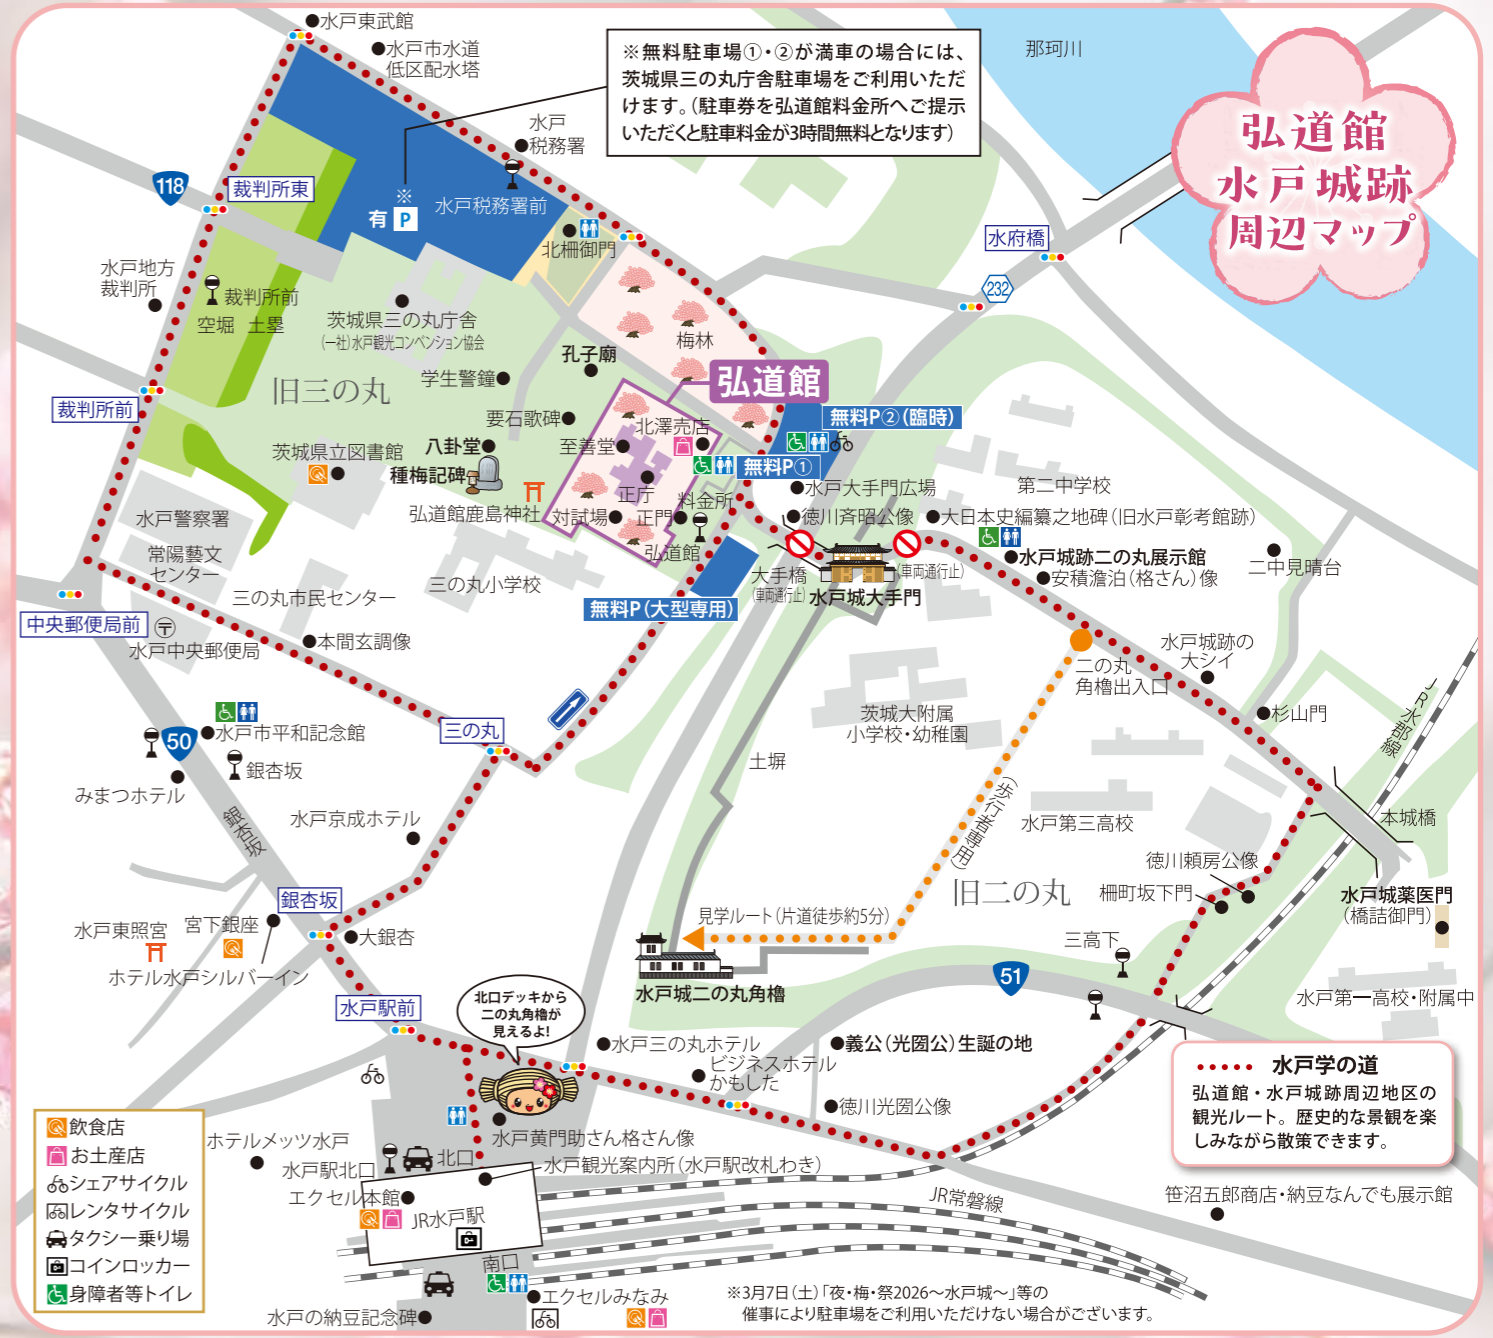 水戸東武館
水戸市水道
低区配水塔
※無料駐車場①・②が満車の場合には、
茨城県三の丸庁舎駐車場をご利用いただ
けます。(駐車券を弘道館料金所へご提示
いただくと駐車料金が3時間無料となります)
那珂川
弘道館
水戸城跡
周辺マップ
水戸
税務署
118
裁判所東
※
有 P
水戸税務署前
北柵御門
水府橋
232
水戸地方
裁判所
裁判所前
空堀 土塁
茨城県三の丸庁舎
(一社)水戸観光コンベンション協会
梅林
孔子廟
旧三の丸
学生警鐘
弘道館
裁判所前
要石歌碑
北澤売店
無料P②(臨時)
茨城県立図書館
八卦堂
至善堂
無料P①
種梅記碑
正庁
料金所
水戸大手門広場
第二中学校
水戸警察署
弘道館鹿島神社
対試場
正門
徳川斉昭公像
大日本史編纂之地碑(旧水戸彰考館跡)
弘道館
常陽藝文
センター
三の丸小学校
大手橋
(車両通行止)
(車両通行止)
水戸城跡二の丸展示館
二中見晴台
安積澹泊(格さん)像
水戸城大手門
三の丸市民センター
無料P(大型専用)
中央郵便局前
〒
水戸中央郵便局
本間玄調像
二の丸
角櫓出入口
水戸城跡の
大シイ
茨城大附属
小学校・幼稚園
杉山門
JR水郡線
50
水戸市平和記念館
三の丸
銀杏坂
土塀
みまつホテル
銀杏坂
水戸京成ホテル
(歩行者専用)
水戸第三高校
本城橋
徳川頼房公像
柵町坂下門
水戸城薬医門
(橋詰御門)
旧二の丸
銀杏坂
見学ルート(片道徒歩約5分)
水戸東照宮
宮下銀座
大銀杏
三高下
ホテル水戸シルバーイン
51
水戸城二の丸角櫓
水戸第一高校・附属中
水戸駅前
北口デッキから
二の丸角櫓が
見えるよ!
水戸三の丸ホテル
義公(光圀公)生誕の地
ビジネスホテル
かもした
水戸学の道
弘道館・水戸城跡周辺地区の
観光ルート。歴史的な景観を楽
しみながら散策できます。
徳川光圀公像
飲食店
お土産店
シェアサイクル
レンタサイクル
タクシー乗り場
コインロッカー
身障者等トイレ
ホテルメッツ水戸
水戸駅北口
北口
水戸黄門助さん格さん像
水戸観光案内所(水戸駅改札わき)
エクセル本館
JR水戸駅
JR常磐線
笹沼五郎商店・納豆なんでも展示館
南口
エクセルみなみ
水戸の納豆記念碑
※3月7日(土)「夜・梅・祭2026~水戸城~」等の
催事により駐車場をご利用いただけない場合がございます。